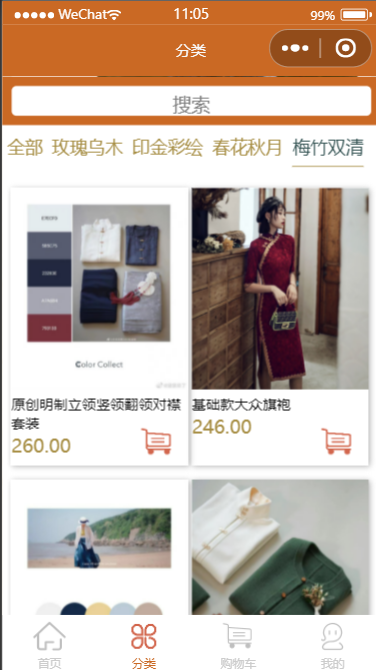 WeChat 11:05 99%
分类
搜索
全部 玫瑰乌木 印金彩绘 春花秋月 梅竹双清
Color Collect
原创明制立领竖领翻领对襟
套装
260.00
基础款大众旗袍
246.00
首页 分类 购物车 我的